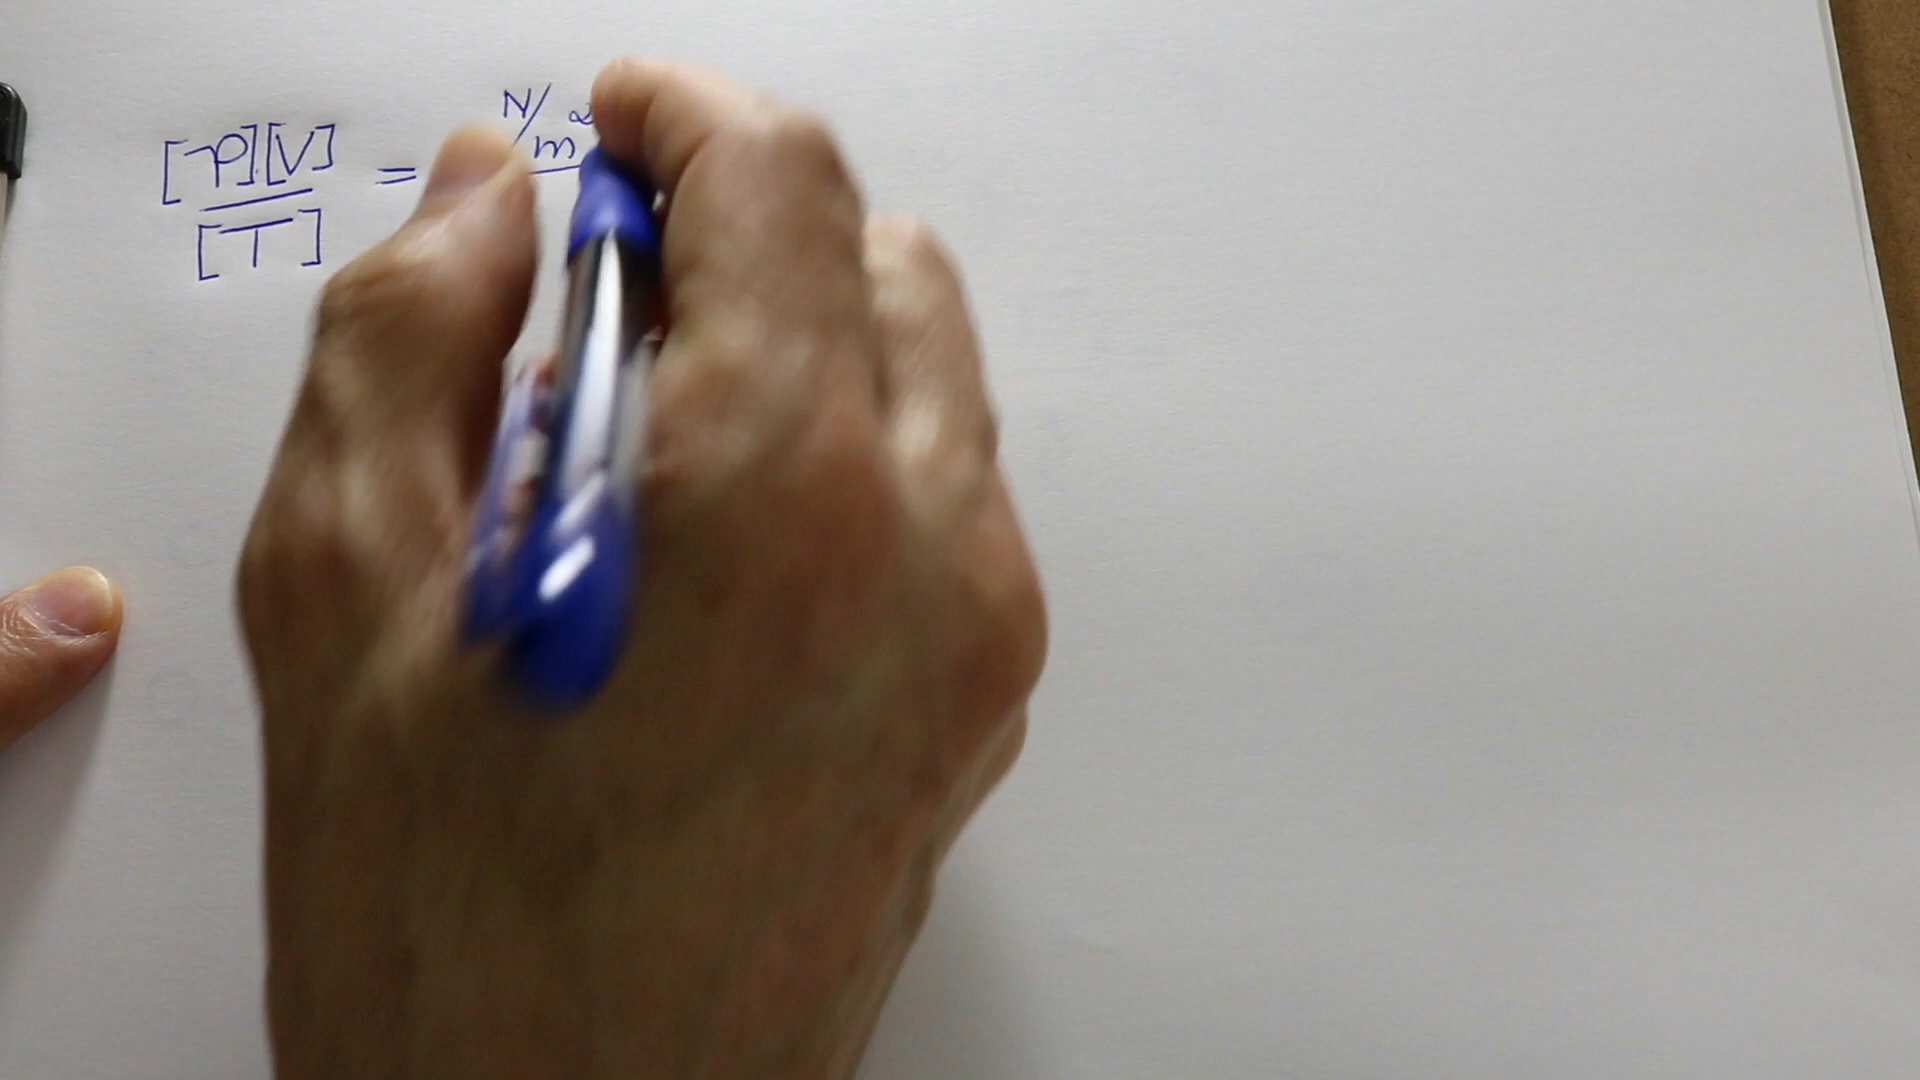 [P][V] = N/m²
[T]